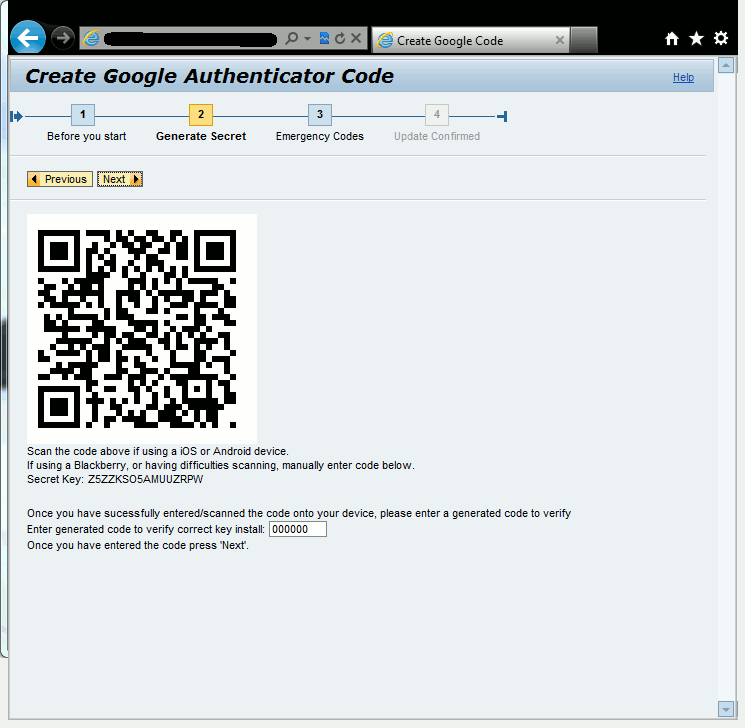 Create Google Code
Create Google Authenticator Code
Help
1
2
3
4
Before you start
Generate Secret
Emergency Codes
Update Confirmed
Previous
Next
Scan the code above if using a iOS or Android device.
If using a Blackberry, or having difficulties scanning, manually enter code below.
Secret Key: Z5ZZKSO5AMUUZRPW
Once you have sucessfully entered/scanned the code onto your device, please enter a generated code to verify
Enter generated code to verify correct key install: 000000
Once you have entered the code press 'Next'.